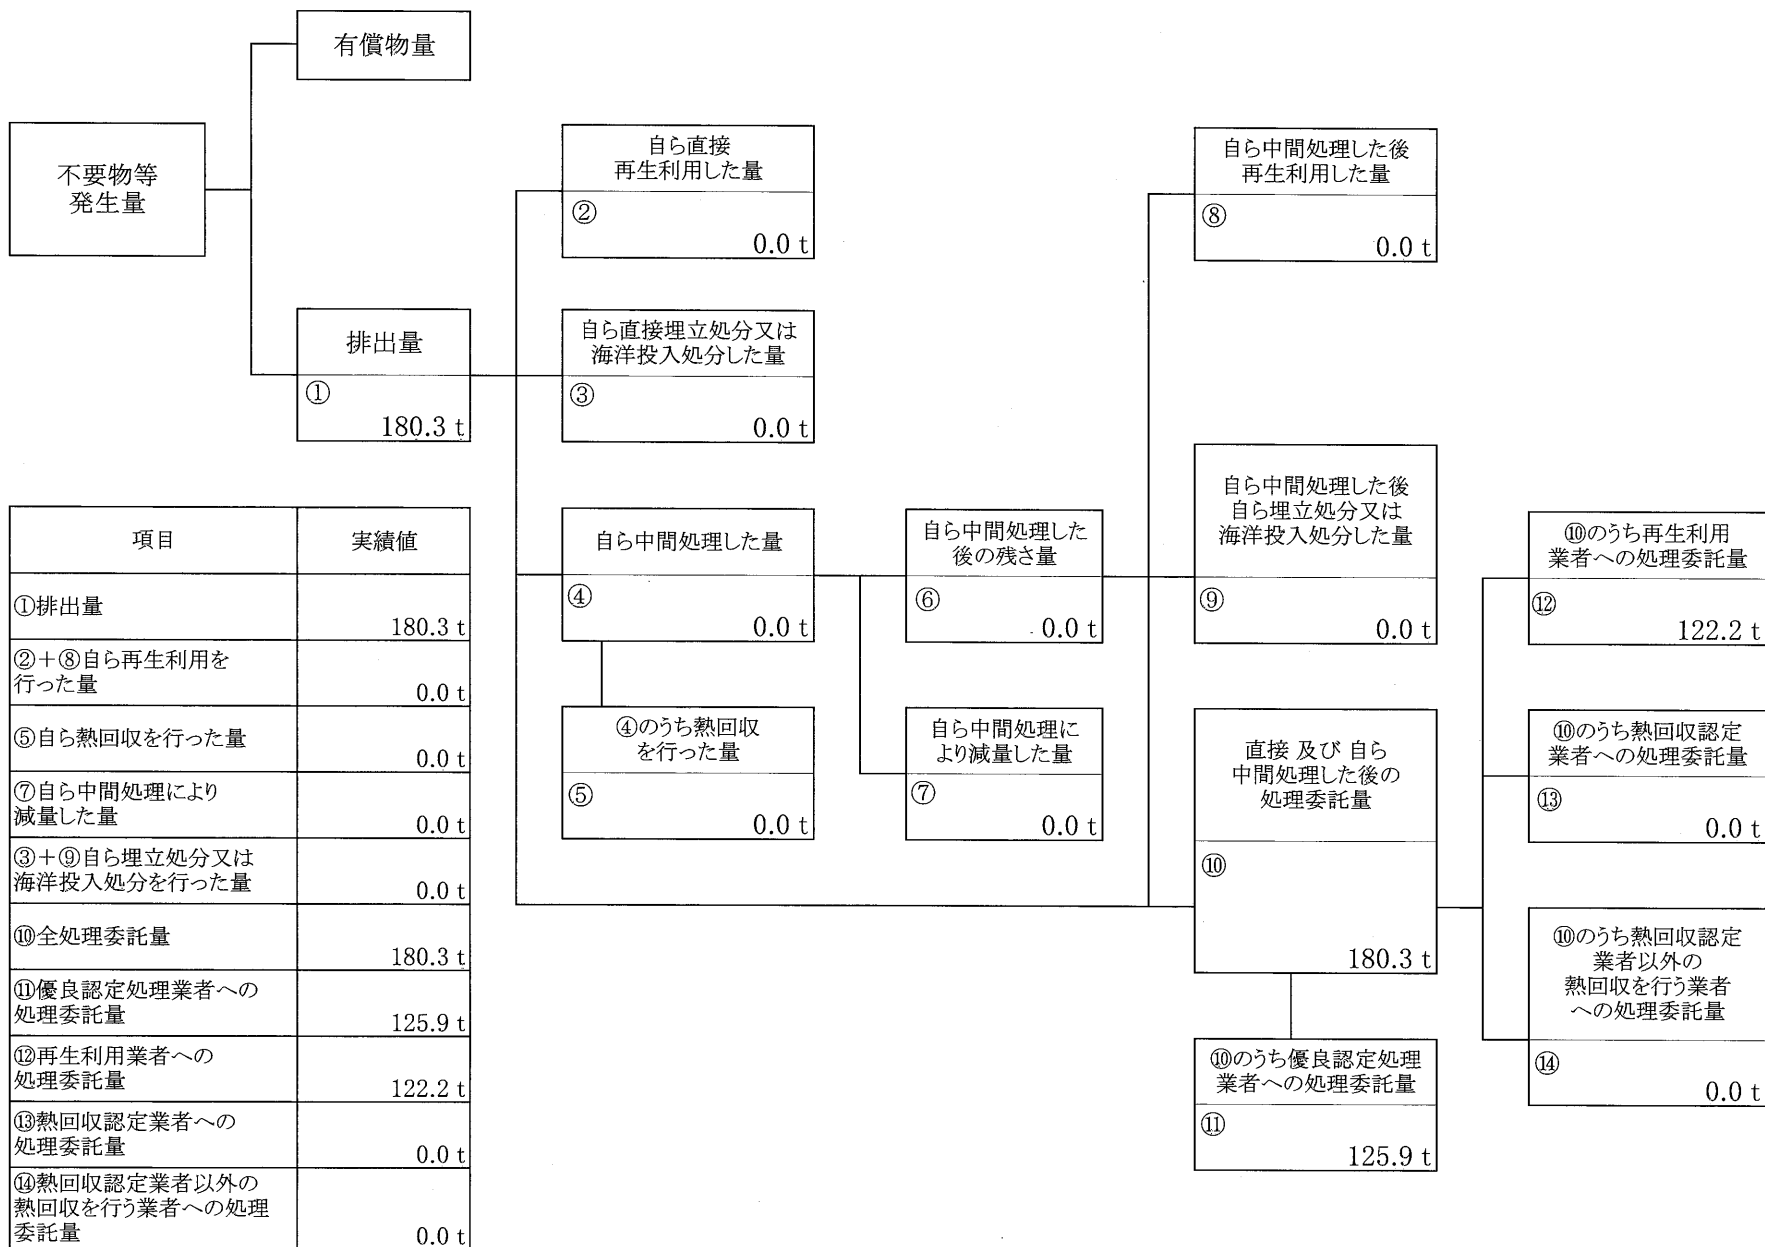 有償物量
不要物等
発生量
排出量
①
180.3 t
自ら直接
再生利用した量
②
0.0 t
自ら直接埋立処分又は
海洋投入処分した量
③
0.0 t
自ら中間処理した量
④
0.0 t
④のうち熱回収
を行った量
⑤
0.0 t
自ら中間処理した
後の残さ量
⑥
0.0 t
自ら中間処理に
より減量した量
⑦
0.0 t
自ら中間処理した後
再生利用した量
⑧
0.0 t
自ら中間処理した後
自ら埋立処分又は
海洋投入処分した量
⑨
0.0 t
直接 及び 自ら
中間処理した後の
処理委託量
⑩
180.3 t
⑩のうち優良認定処理
業者への処理委託量
⑪
125.9 t
⑩のうち再生利用
業者への処理委託量
⑫
122.2 t
⑩のうち熱回収認定
業者への処理委託量
⑬
0.0 t
⑩のうち熱回収認定
業者以外の
熱回収を行う業者
への処理委託量
⑭
0.0 t
項目 実績値
①排出量
180.3 t
②+⑧自ら再生利用を
行った量
0.0 t
⑤自ら熱回収を行った量
0.0 t
⑦自ら中間処理により
減量した量
0.0 t
③+⑨自ら埋立処分又は
海洋投入処分を行った量
0.0 t
⑩全処理委託量
180.3 t
⑪優良認定処理業者への
処理委託量
125.9 t
⑫再生利用業者への
処理委託量
122.2 t
⑬熱回収認定業者への
処理委託量
0.0 t
⑭熱回収認定業者以外の
熱回収を行う業者への処理
委託量
0.0 t